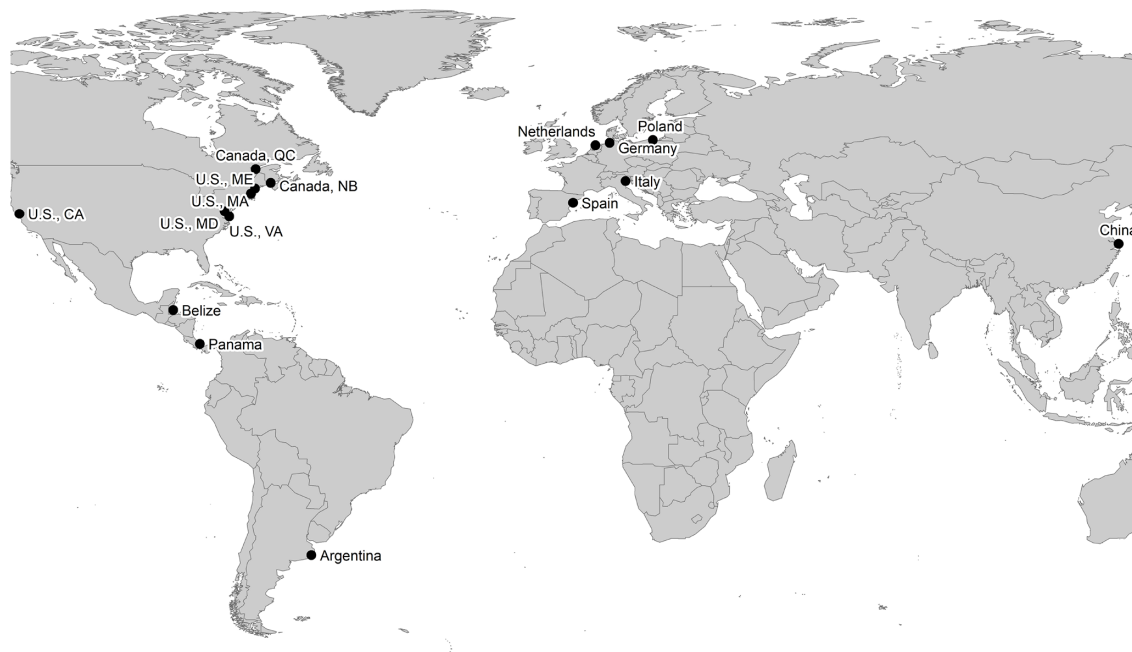 Netherlands
Poland
Germany
Canada, QC
U.S., ME
Canada, NB
Italy
U.S., MA
Spain
U.S., CA
U.S., MD
U.S., VA
China
Belize
Panama
Argentina